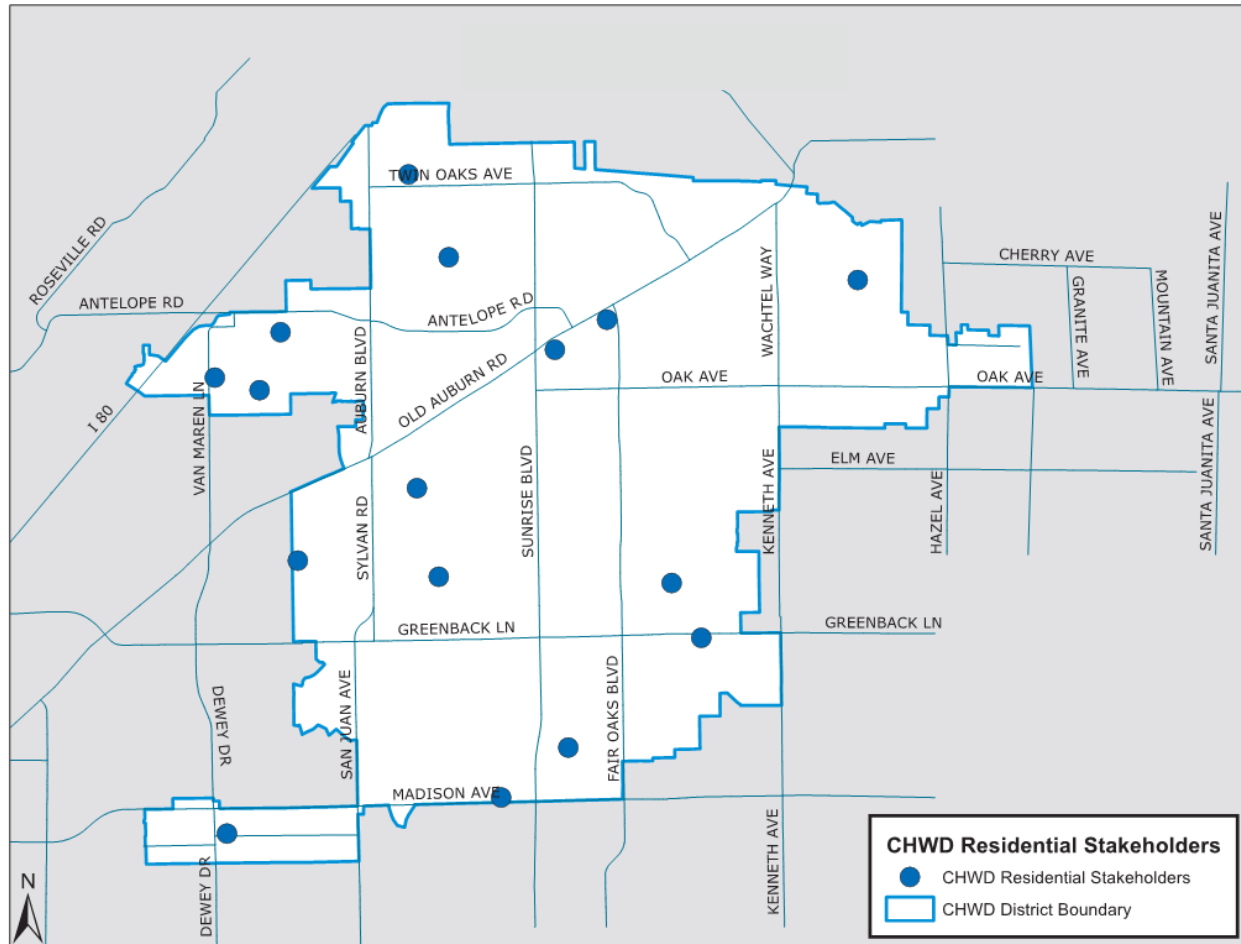 TWIN OAKS AVE
ROSEVILLE RD
WACHTEL WAY
CHERRY AVE
SANTA JUANITA AVE
GRANITE AVE
MOUNTAIN AVE
ANTELOPE RD
ANTELOPE RD
AUBURN BLVD
OLD AUBURN RD
OAK AVE
OAK AVE
I 80
VAN MAREN LN
ELM AVE
SUNRISE BLVD
KENNETH AVE
HAZEL AVE
SANTA JUANITA AVE
SYLVAN RD
GREENBACK LN
GREENBACK LN
DEWEY DR
SAN JUAN AVE
FAIR OAKS BLVD
MADISON AVE
DEWEY DR
KENNETH AVE
N
CHWD Residential Stakeholders
CHWD Residential Stakeholders
CHWD District Boundary